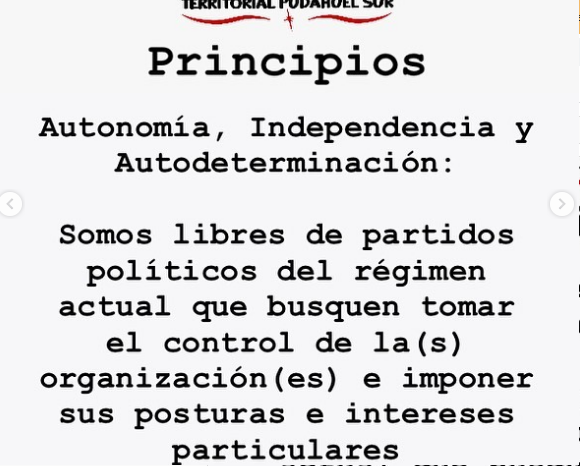 TERRITORIAL PUDAHUEL SUR
Principios
Autonomía, Independencia y
Autodeterminación:
Somos libres de partidos
políticos del régimen
actual que busquen tomar
el control de la(s)
organización(es) e imponer
sus posturas e intereses
particulares